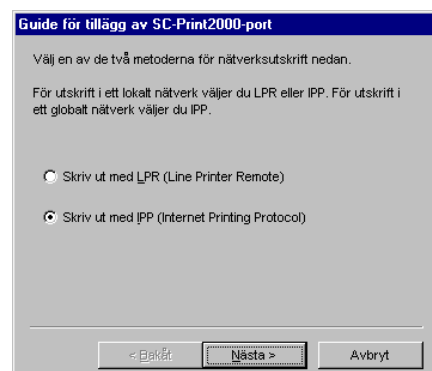 Guide för tillägg av SC-Print2000-port
Välj en av de två metoderna för nätverksutskrift nedan.
För utskrift i ett lokalt nätverk väljer du LPR eller IPP. För utskrift i
ett globalt nätverk väljer du IPP.
Skriv ut med LPR (Line Printer Remote)
Skriv ut med IPP (Internet Printing Protocol)
< Bakåt Nästa > Avbryt